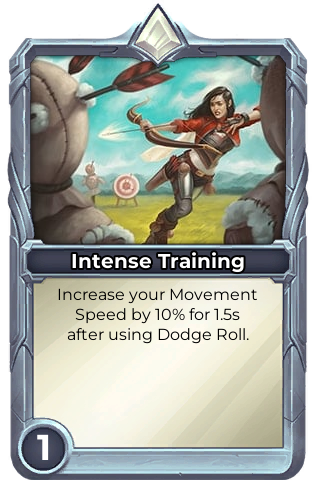 Intense Training
Increase your Movement
Speed by 10% for 1.5s
after using Dodge Roll.
1